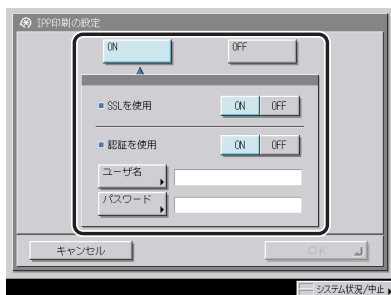 IPP印刷の設定
ON OFF
SSLを使用 ON OFF
認証を使用 ON OFF
ユーザ名
パスワード
キャンセル OK
システム状況/中止